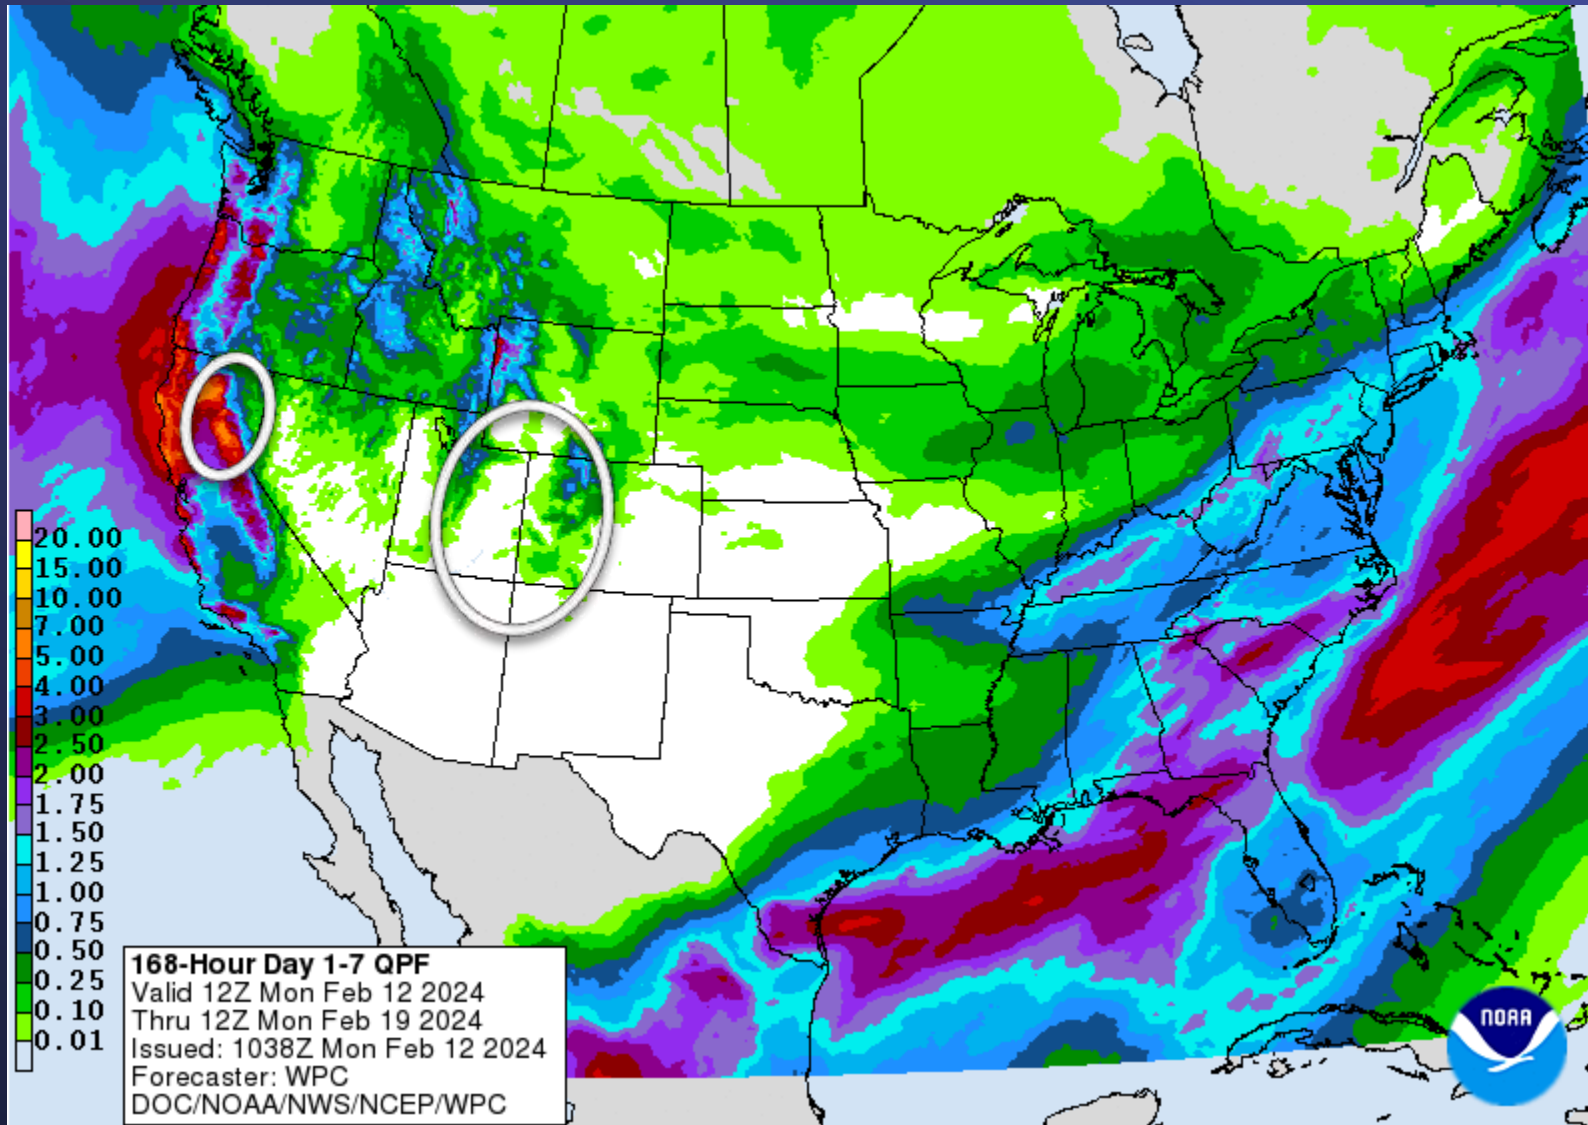 20.00
15.00
10.00
7.00
5.00
4.00
3.00
2.50
2.00
1.75
1.50
1.25
1.00
0.75
0.50
0.25
0.10
0.01
168-Hour Day 1-7 QPF
Valid 12Z Mon Feb 12 2024
Thru 12Z Mon Feb 19 2024
Issued: 1038Z Mon Feb 12 2024
Forecaster: WPC
DOC/NOAA/NWS/NCEP/WPC
NOAA